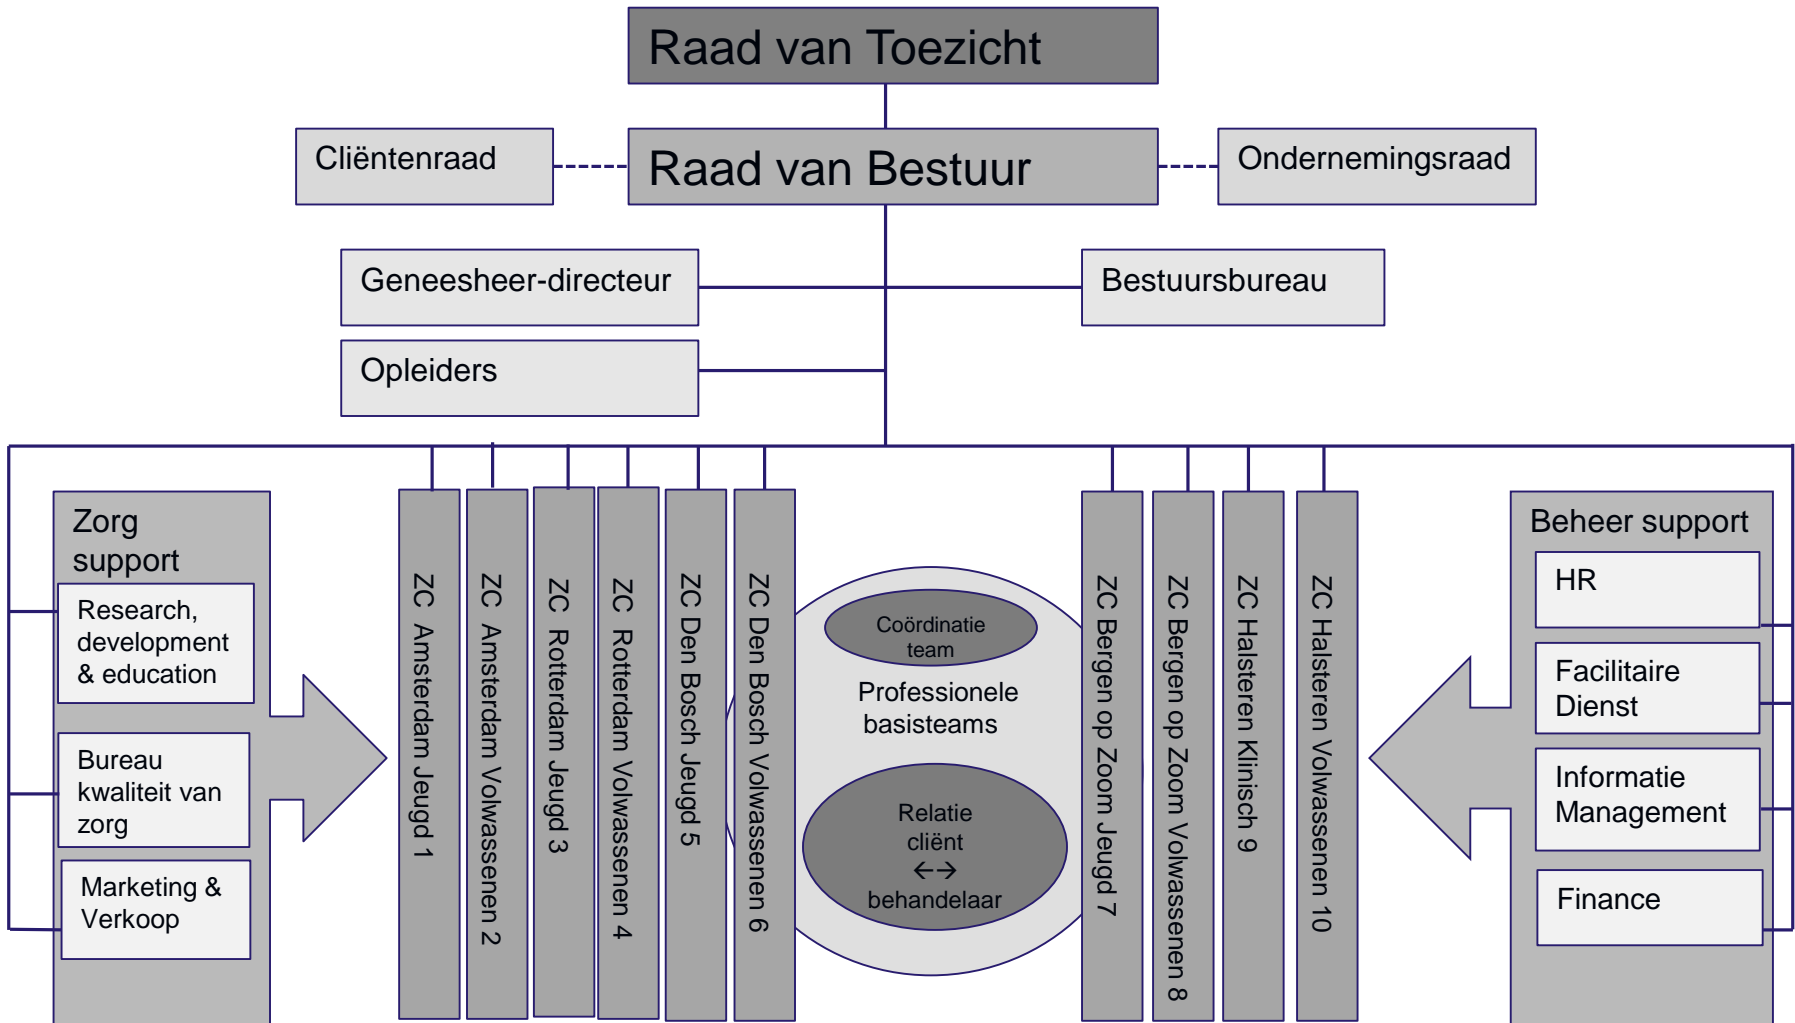 Raad van Toezicht
Cliëntenraad
Raad van Bestuur
Ondernemingsraad
Geneesheer-directeur
Bestuursbureau
Opleiders
Zorg
support
Research,
development
& education
Bureau
kwaliteit van
zorg
Marketing &
Verkoop
ZC Amsterdam Jeugd 1
ZC Amsterdam Volwassenen 2
ZC Rotterdam Jeugd 3
ZC Rotterdam Volwassenen 4
ZC Den Bosch Jeugd 5
ZC Den Bosch Volwassenen 6
Coördinatie
team
Professionele
basisteams
Relatie
cliënt
←→
behandelaar
ZC Bergen op Zoom Jeugd 7
ZC Bergen op Zoom Volwassenen 8
ZC Halsteren Klinisch 9
ZC Halsteren Volwassenen 10
Beheer support
HR
Facilitaire
Dienst
Informatie
Management
Finance